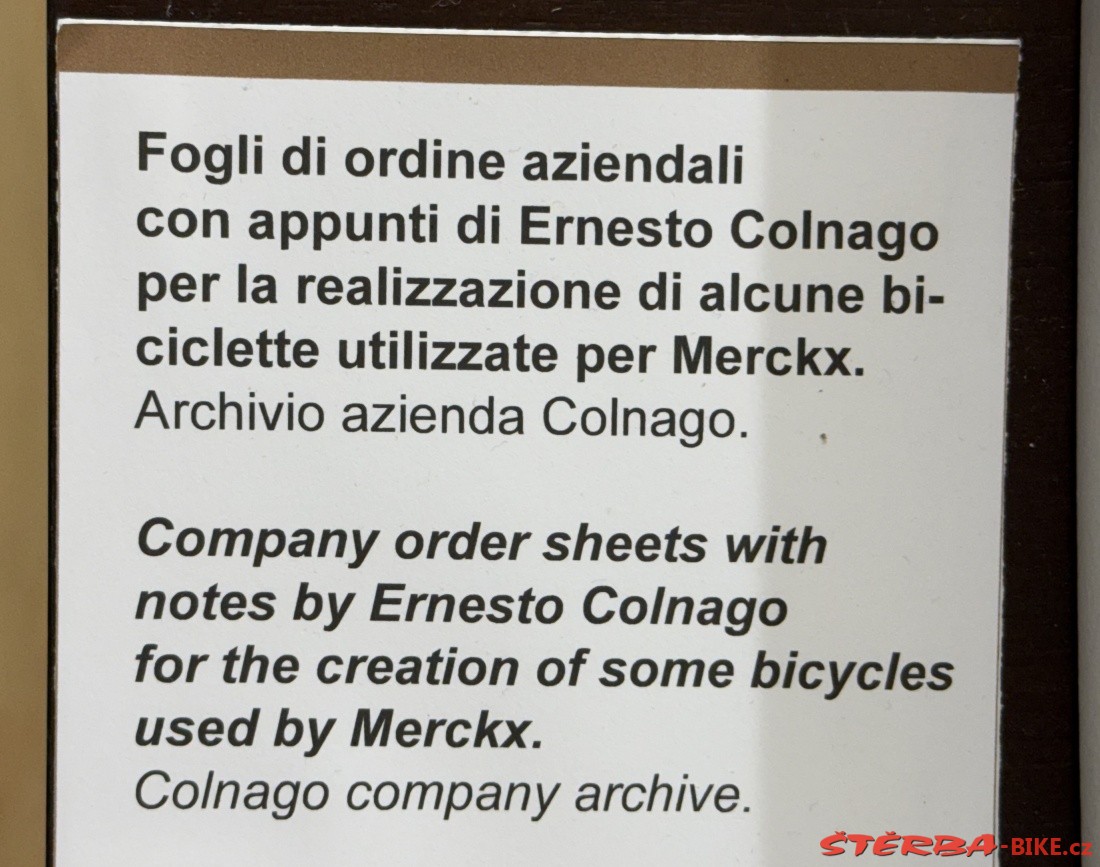 Fogli di ordine aziendali
con appunti di Ernesto Colnago
per la realizzazione di alcune bi-
ciclette utilizzate per Merckx.
Archivio azienda Colnago.
Company order sheets with
notes by Ernesto Colnago
for the creation of some bicycles
used by Merckx.
Colnago company archive.
ŠTĚRBA-BIKE.cz